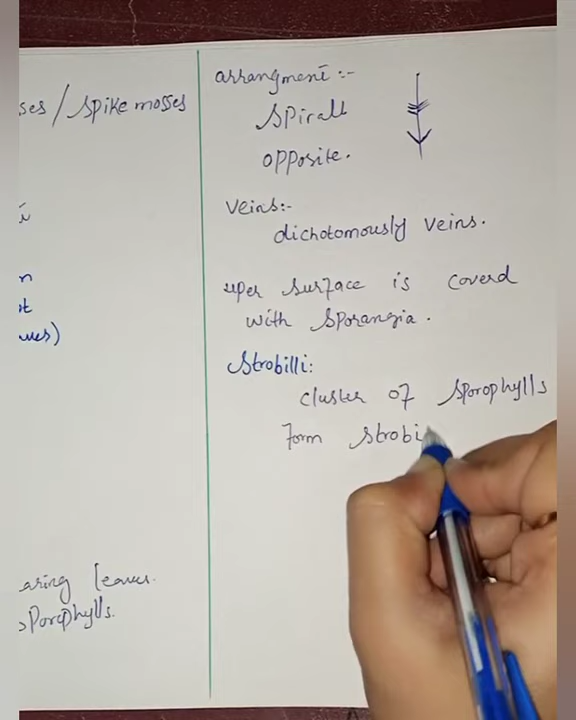 ses/spike mosses
n
t
ues)
aring leaves.
sporophylls.
arrangment:-
spirall
opposite.
Veins:-
dichotomously veins.
uper surface is coverd
with sporangia.
Strobilli:
cluster of sporophylls
form strobi